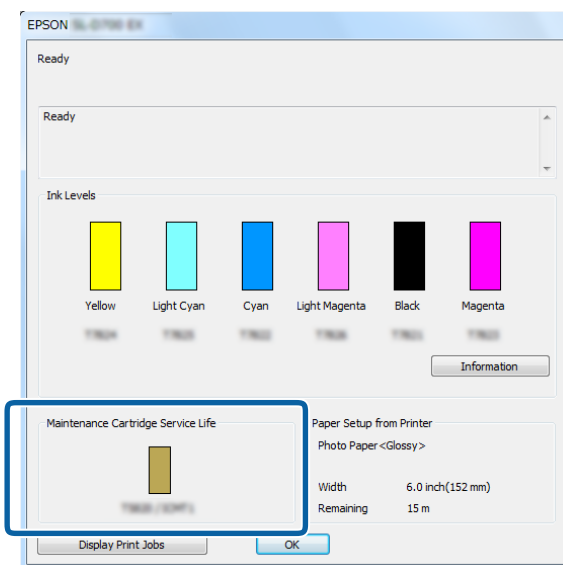 EPSON
Ready
Ready
Ink Levels
Yellow Light Cyan Cyan Light Magenta Black Magenta
Information
Maintenance Cartridge Service Life
Paper Setup from Printer
Photo Paper<Glossy>
Width 6.0 inch(152 mm)
Remaining 15 m
Display Print Jobs OK